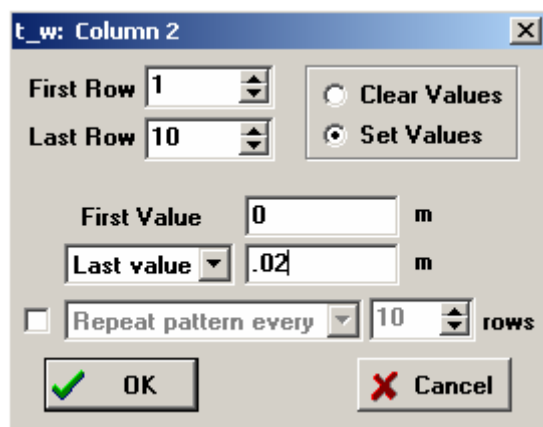 t_w: Column 2
First Row 1
Last Row 10
Clear Values
Set Values
First Value 0 m
Last value .02 m
Repeat pattern every 10 rows
OK
Cancel